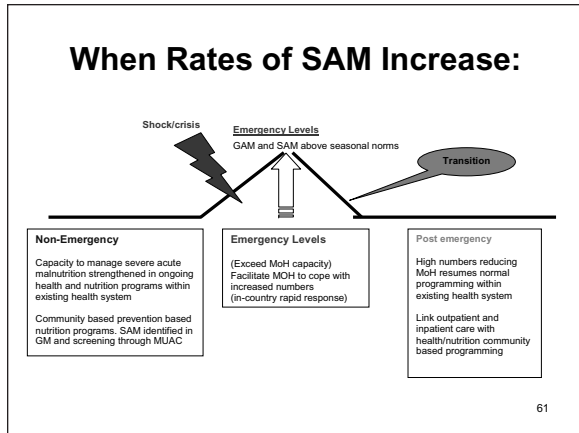 When Rates of SAM Increase:
Shock/crisis
Emergency Levels
GAM and SAM above seasonal norms
Transition
Non-Emergency
Capacity to manage severe acute
malnutrition strengthened in ongoing
health and nutrition programs within
existing health system
Community based prevention based
nutrition programs. SAM identified in
GM and screening through MUAC
Emergency Levels
(Exceed MoH capacity)
Facilitate MOH to cope with
increased numbers
(in-country rapid response)
Post emergency
High numbers reducing
MoH resumes normal
programming within
existing health system
Link outpatient and
inpatient care with
health/nutrition community
based programming
61